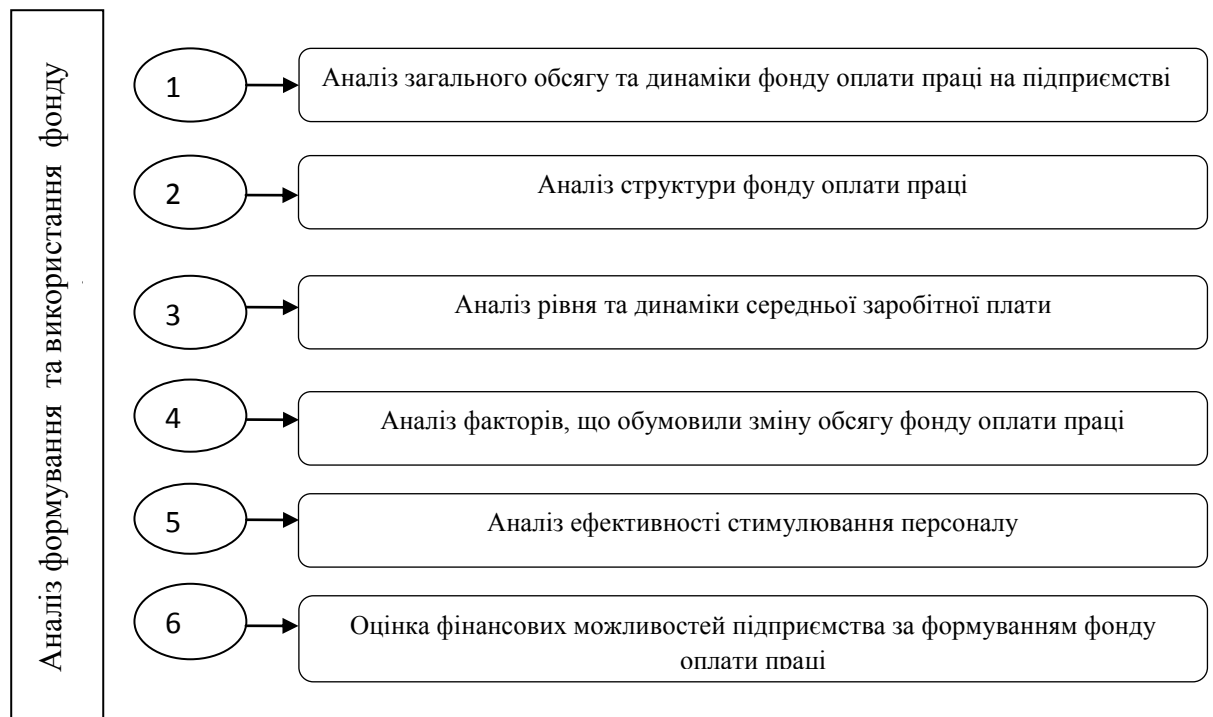 Аналіз формування та використання фонду
1
Аналіз загального обсягу та динаміки фонду оплати праці на підприємстві
2
Аналіз структури фонду оплати праці
3
Аналіз рівня та динаміки середньої заробітної плати
4
Аналіз факторів, що обумовили зміну обсягу фонду оплати праці
5
Аналіз ефективності стимулювання персоналу
6
Оцінка фінансових можливостей підприємства за формуванням фонду
оплати праці